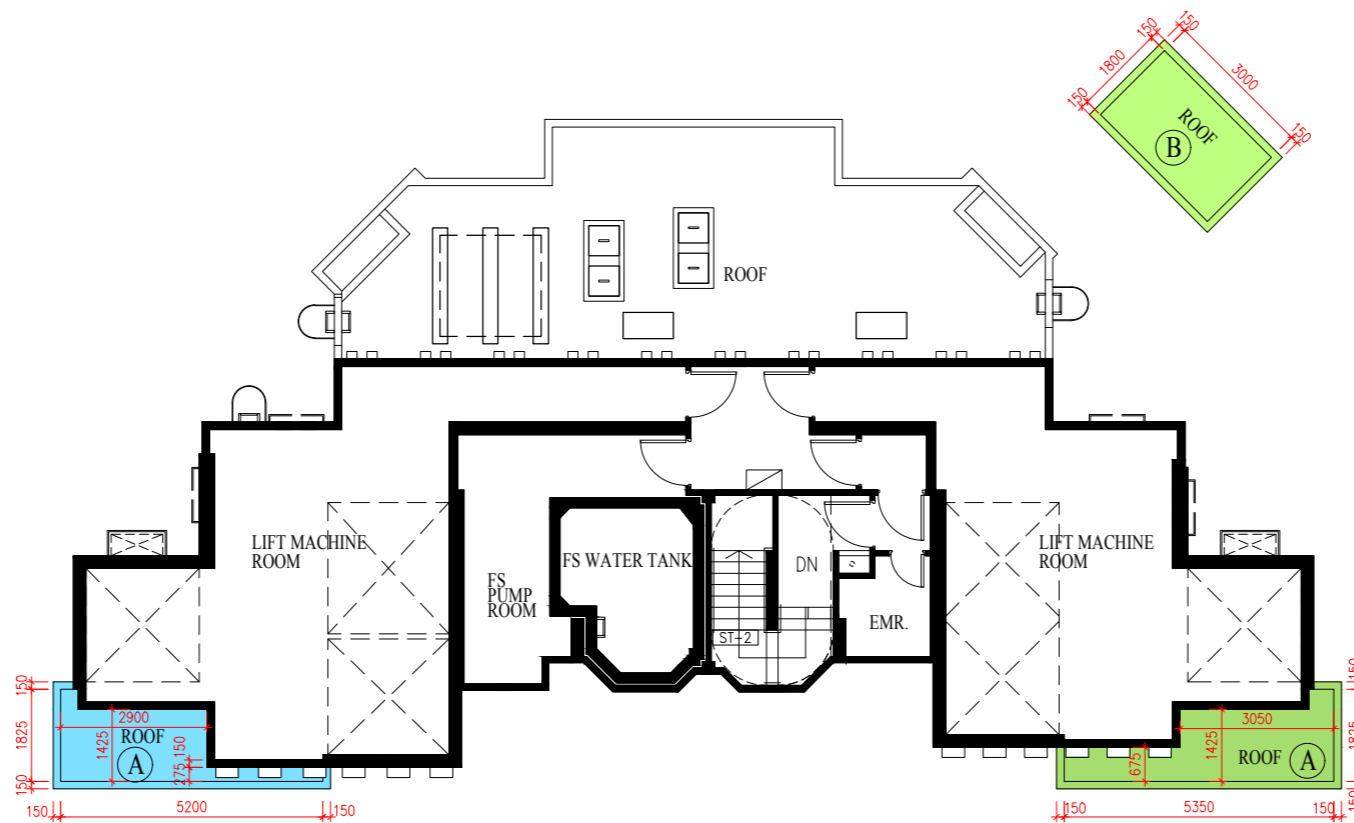 150
1800
150
150
3000
150
ROOF
B
ROOF
LIFT MACHINE
ROOM
FS WATER TANK
DN
LIFT MACHINE
ROOM
FS
PUMP
ROOM
EMR.
ST-2
150
1825
150
2900
1425
ROOF
A
150
275
150
5200
150
3050
675
1425
ROOF
A
150
1825
150
150
5350
150